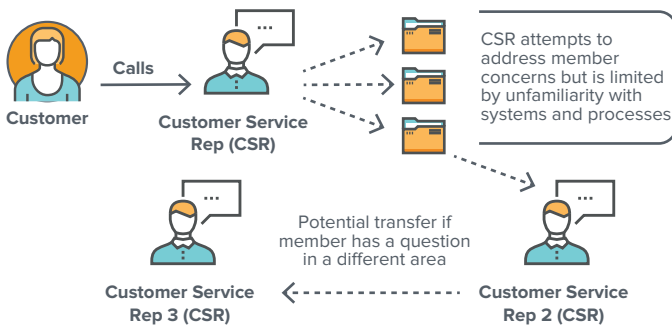 Customer
Calls
...
Customer Service
Rep (CSR)
CSR attempts to
address member
concerns but is limited
by unfamiliarity with
systems and processes
...
Customer Service
Rep 2 (CSR)
Potential transfer if
member has a question
in a different area
...
Customer Service
Rep 3 (CSR)